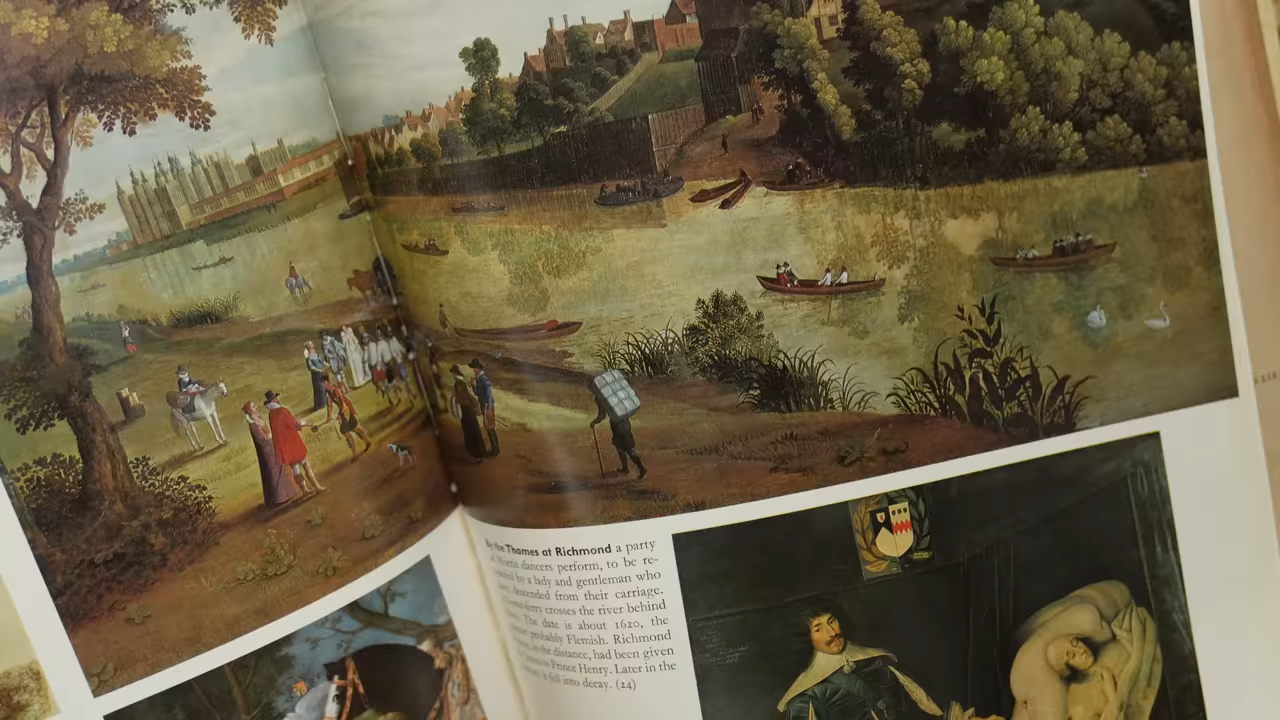 By the Thames at Richmond a party
Morris dancers perform, to be re-
by a lady and gentleman who
descended from their carriage.
crosses the river behind
The date is about 1620, the
probably Flemish. Richmond
in the distance, had been given
Prince Henry. Later in the
fell into decay. (24)